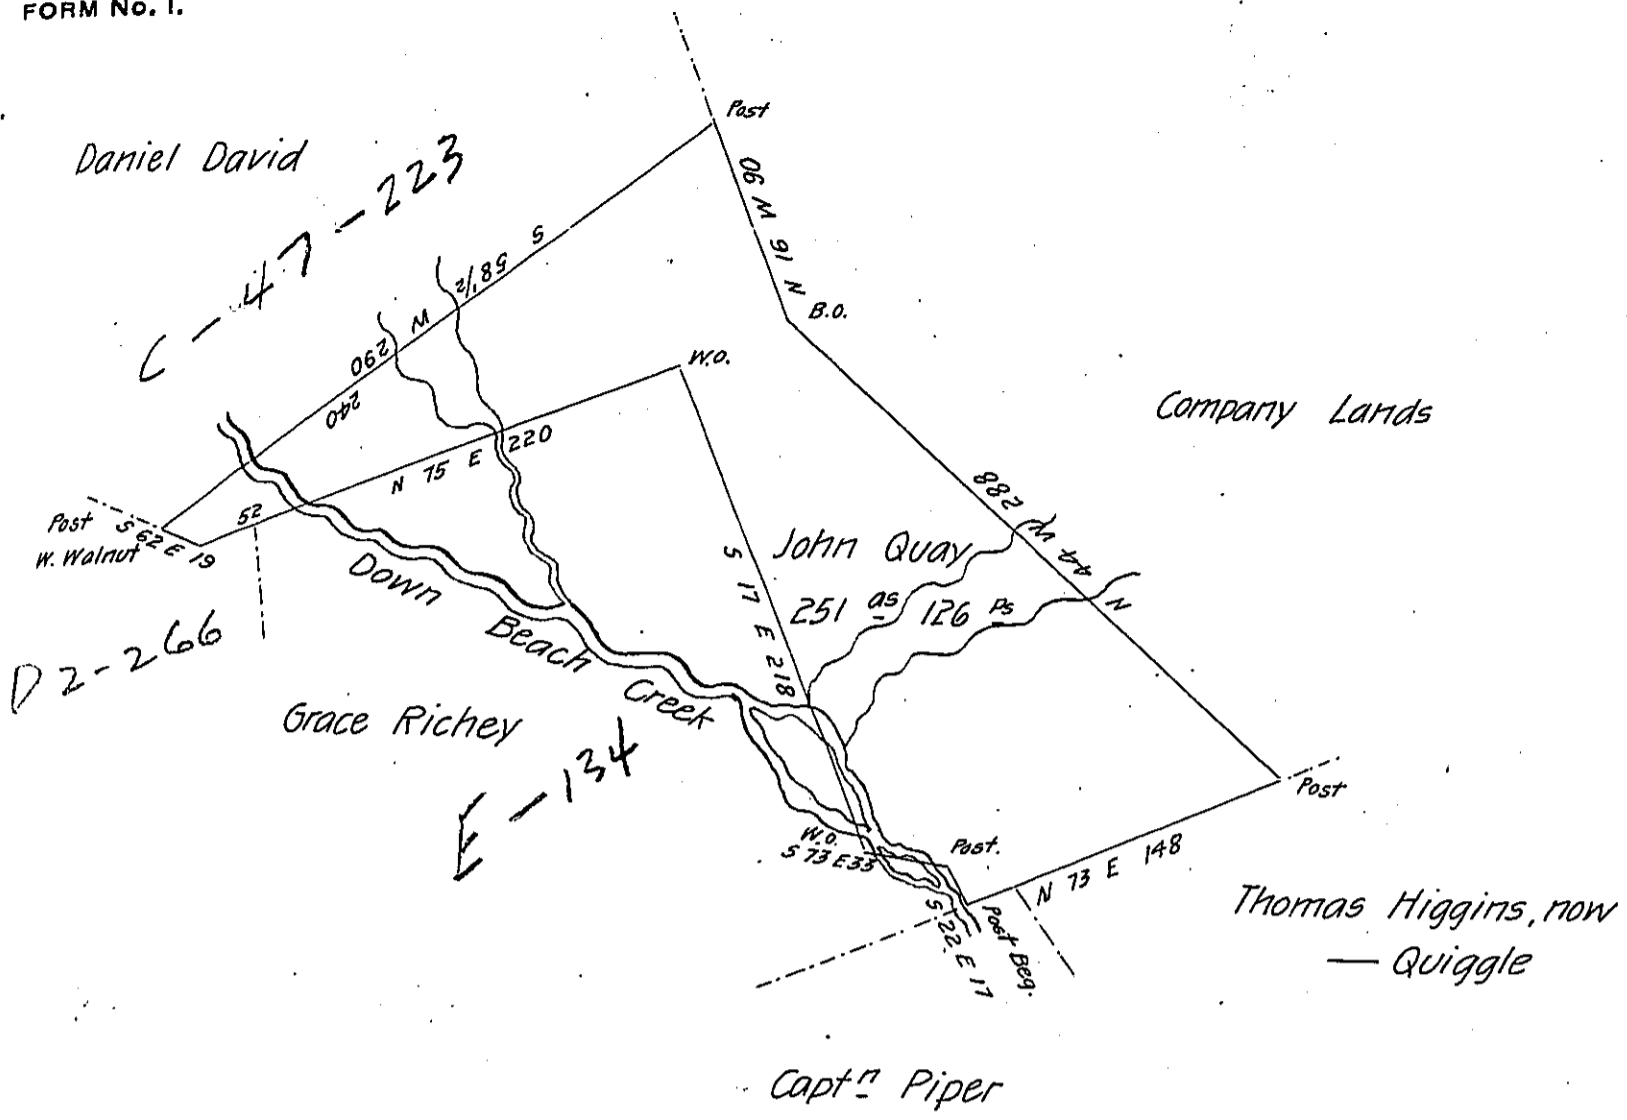 FORM No. 1.
Post
Daniel David
C-47-223
N 16 W 90
S 58 1/2 W 290
240
B.O.
W.O.
Company Lands
N 75 E 220
52
Post
W. Walnut
S 62 E 19
N 44 W 288
John Quay
251 as 126 ps
S 17 E 218
Down Beach Creek
D2-266
Grace Richey
E-134
Post
W.O.
S 73 E 33
Post.
N 73 E 148
Post Beg.
S 22 E 17
Thomas Higgins, now
— Quiggle
Captn Piper